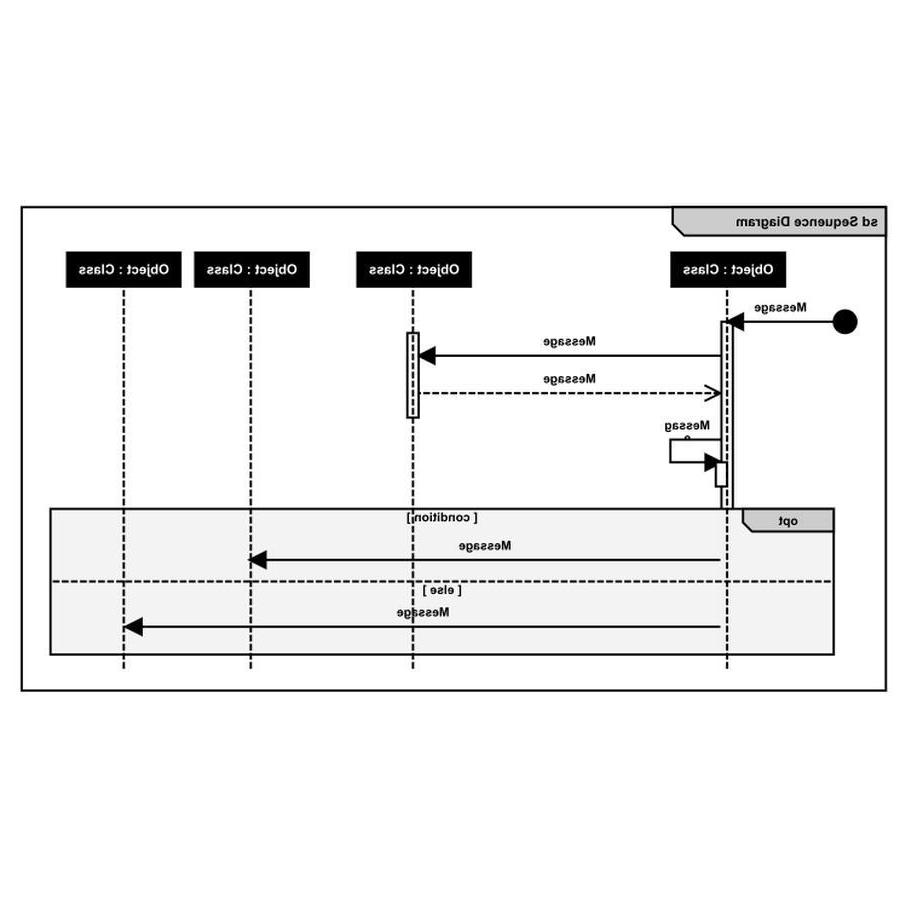 sd Sequence Diagram
Object : Class
Object : Class
Object : Class
Object : Class
Message
Message
Message
Messag
e
opt
[ condition ]
Message
[ else ]
Message